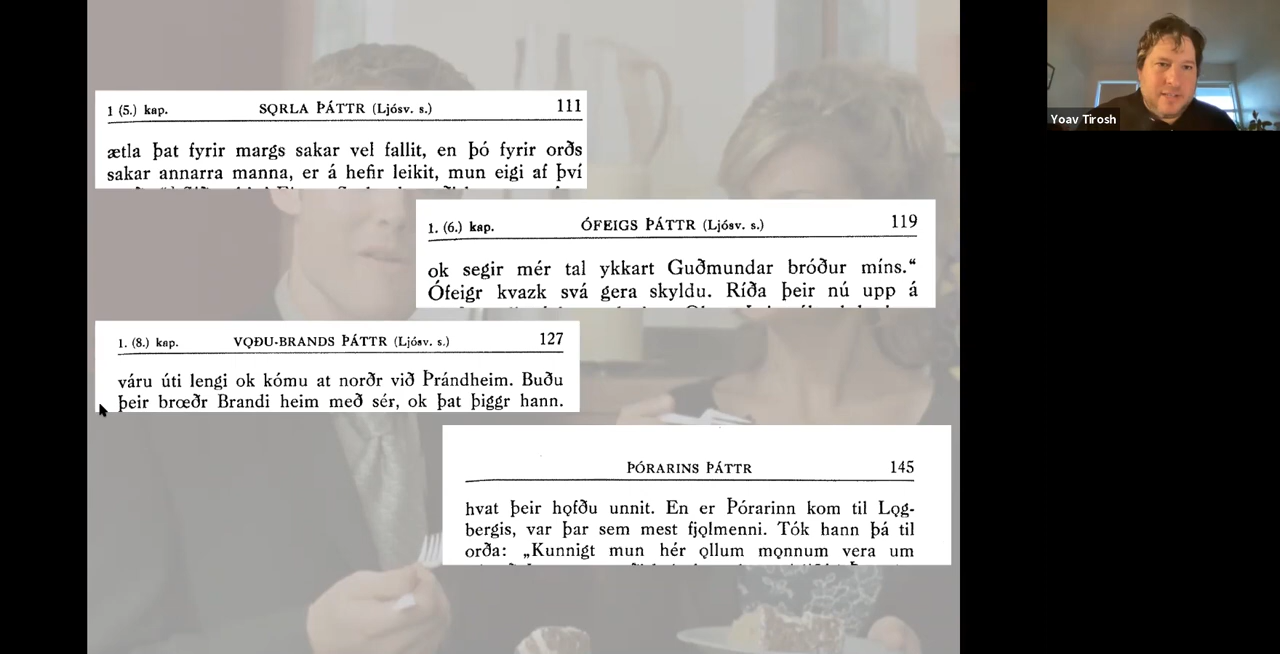 1 (5.) kap. SǪRLA ÞÁTTR (Ljósv. s.) 111
ætla þat fyrir margs sakar vel fallit, en þó fyrir orðs
sakar annarra manna, er á hefir leikit, mun eigi af því
1. (6.) kap. ÓFEIGS ÞÁTTR (Ljósv. s.) 119
ok segir mér tal ykkart Guðmundar bróður míns.“
Ófeigr kvazk svá gera skyldu. Ríða þeir nú upp á
1. (8.) kap. VǪÐU-BRANDS ÞÁTTR (Ljósv. s.) 127
váru úti lengi ok kómu at norðr við Þrándheim. Buðu
þeir brœðr Brandi heim með sér, ok þat þiggr hann.
ÞÓRARINS ÞÁTTR 145
hvat þeir hǫfðu unnit. En er Þórarinn kom til Lǫg-
bergis, var þar sem mest fjǫlmenni. Tók hann þá til
orða: „Kunnigt mun hér ǫllum mǫnnum vera um
Yoav Tirosh